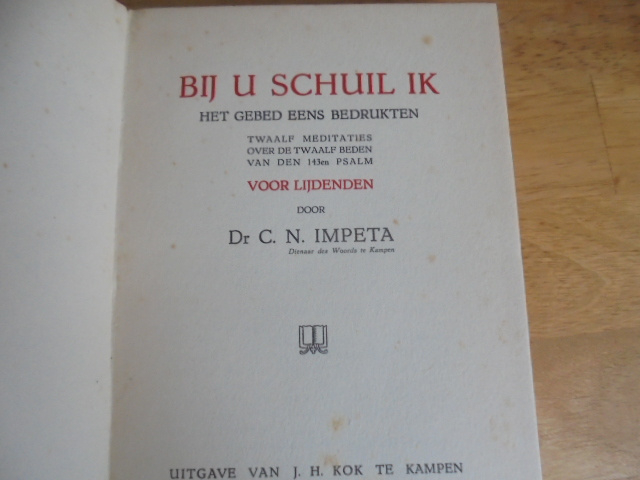 BIJ U SCHUIL IK
HET GEBED EENS BEDRUKTEN
TWAALF MEDITATIES
OVER DE TWAALF BEDEN
VAN DEN 143en PSALM
VOOR LIJDENDEN
DOOR
Dr C. N. IMPETA
Dienaar des Woords te Kampen
UITGAVE VAN J. H. KOK TE KAMPEN